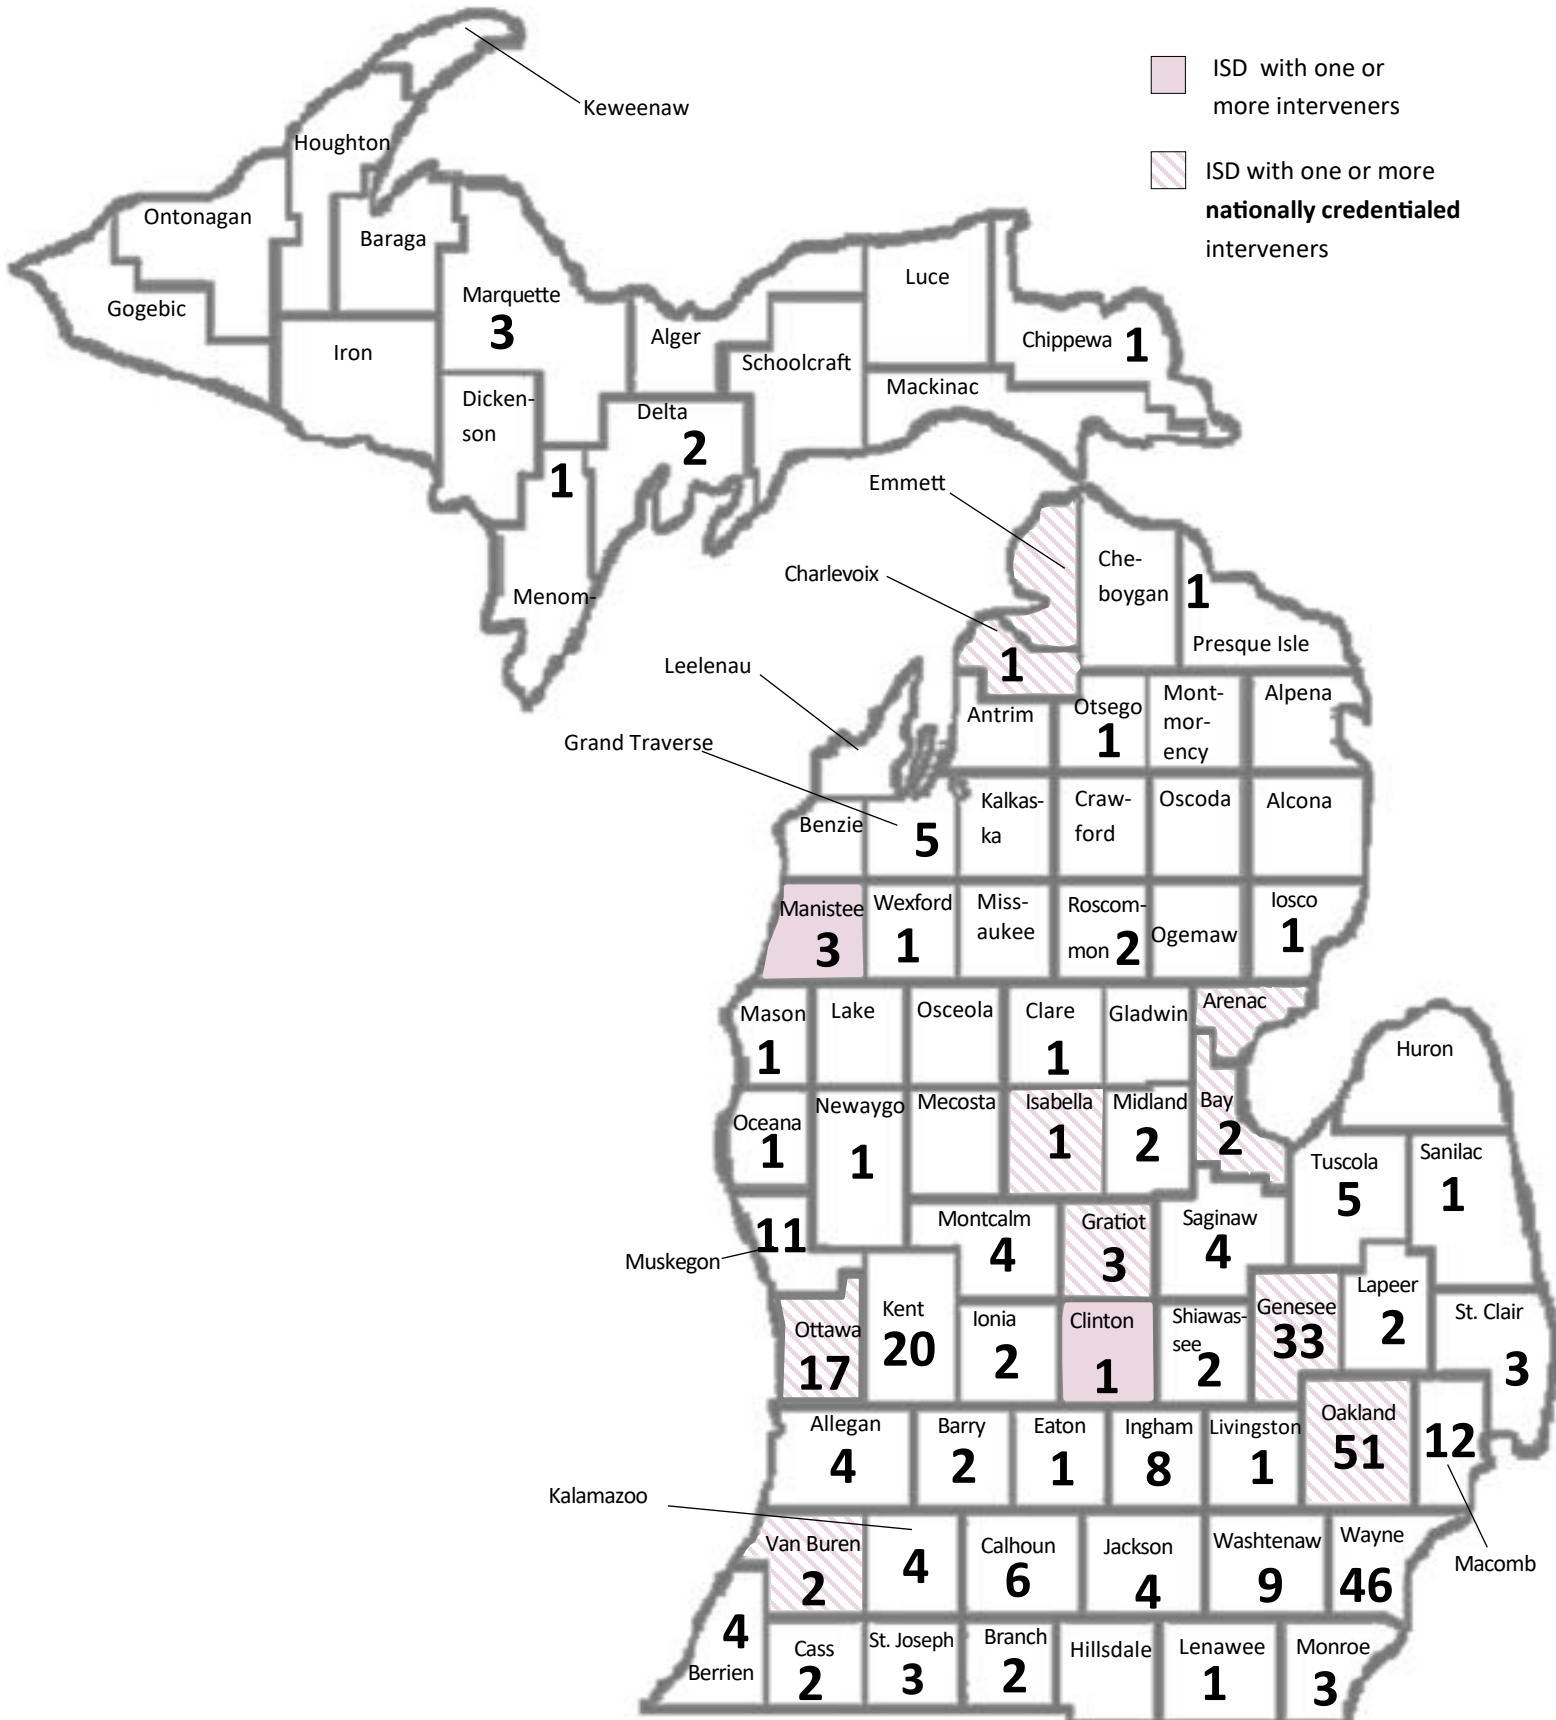 ISD with one or
more interveners
ISD with one or more
nationally credentialed
interveners
Keweenaw
Houghton
Ontonagan
Baraga
Gogebic
Marquette
3
Iron
Alger
Luce
Chippewa 1
Schoolcraft
Mackinac
Dicken-
son
Delta
2
1
Menom-
Emmett
Charlevoix
1
Che-
boygan
1
Presque Isle
Leelenau
Grand Traverse
5
Antrim
Otsego
1
Mont-
mor-
ency
Alpena
Benzie
Kalkas-
ka
Craw-
ford
Oscoda
Alcona
Manistee
3
Wexford
1
Miss-
aukee
Roscom-
mon 2
Ogemaw
Iosco
1
Mason
1
Lake
Osceola
Clare
1
Gladwin
Arenac
Huron
Oceana
1
Newaygo
1
Mecosta
Isabella
1
Midland
2
Bay
2
Tuscola
5
Sanilac
1
Muskegon
11
Montcalm
4
Gratiot
3
Saginaw
4
Ottawa
17
Kent
20
Ionia
2
Clinton
1
Shiawas-
see
2
Genesee
33
Lapeer
2
St. Clair
3
Allegan
4
Barry
2
Eaton
1
Ingham
8
Livingston
1
Oakland
51
12
Macomb
Kalamazoo
4
Van Buren
2
Calhoun
6
Jackson
4
Washtenaw
9
Wayne
46
4
Berrien
Cass
2
St. Joseph
3
Branch
2
Hillsdale
Lenawee
1
Monroe
3